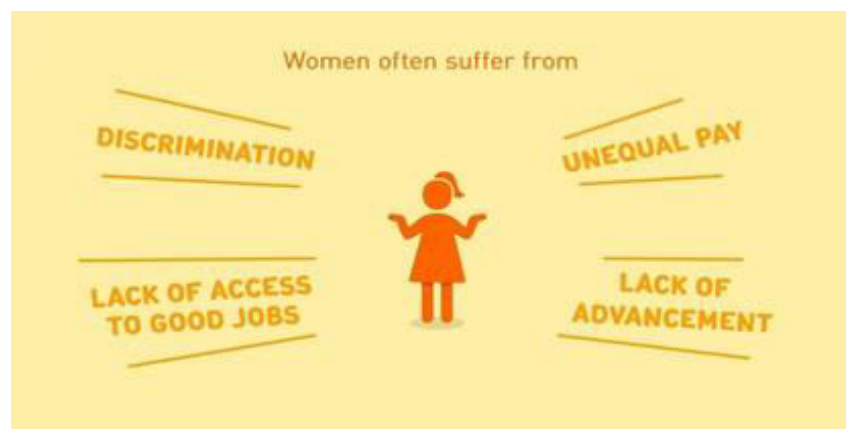 Women often suffer from
DISCRIMINATION
UNEQUAL PAY
LACK OF ACCESS
TO GOOD JOBS
LACK OF
ADVANCEMENT